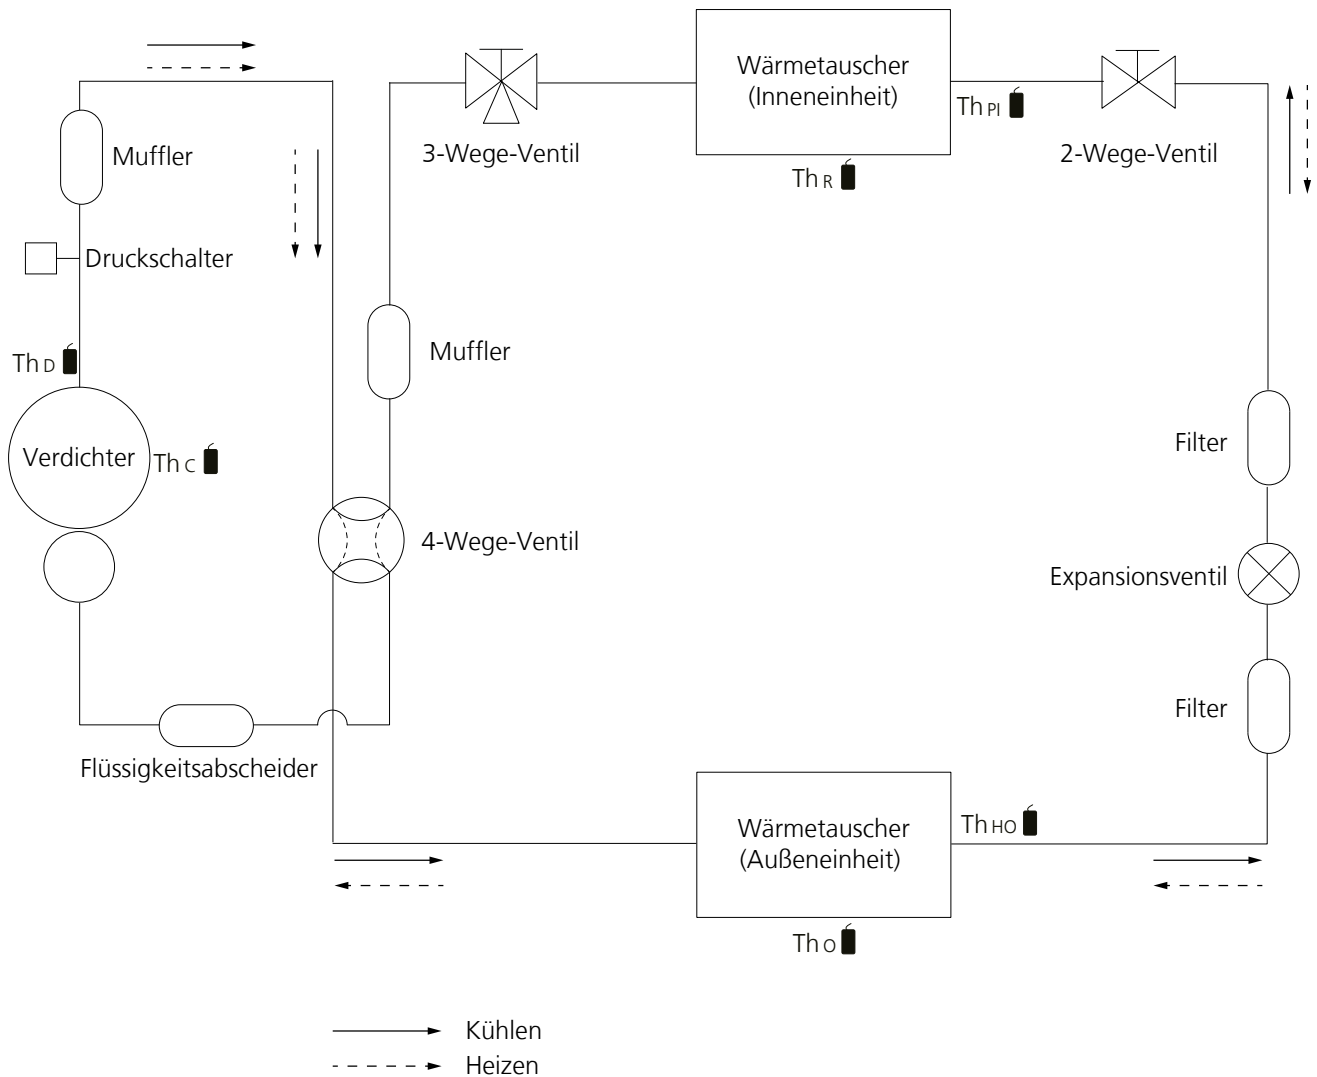 Wärmetauscher
(Inneneinheit)
Th PI
Muffler
3-Wege-Ventil
2-Wege-Ventil
Th R
Druckschalter
Muffler
Th D
Verdichter
Th C
Filter
4-Wege-Ventil
Expansionsventil
Filter
Flüssigkeitsabscheider
Wärmetauscher
(Außeneinheit)
Th HO
Th O
Kühlen
Heizen